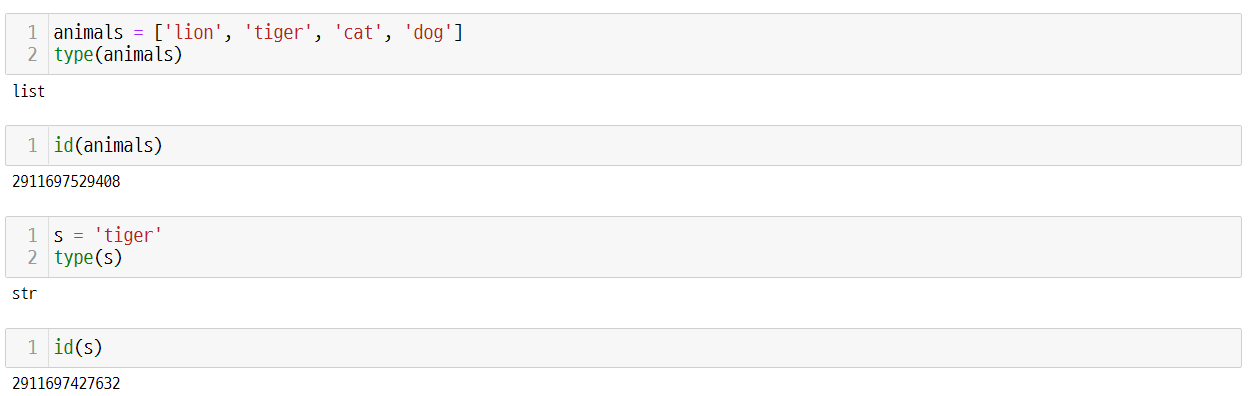 1 animals = ['lion', 'tiger', 'cat', 'dog']
2 type(animals)
list
1 id(animals)
2911697529408
1 s = 'tiger'
2 type(s)
str
1 id(s)
2911697427632